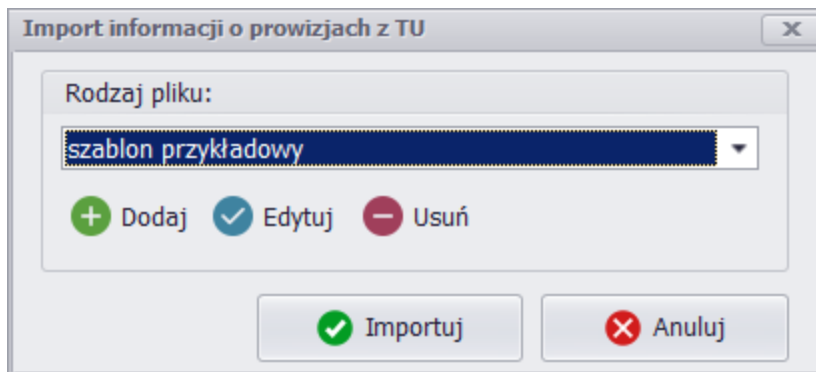 Import informacji o prowizjach z TU
Rodzaj pliku:
szablon przykładowy
Dodaj Edytuj Usuń
Importuj Anuluj